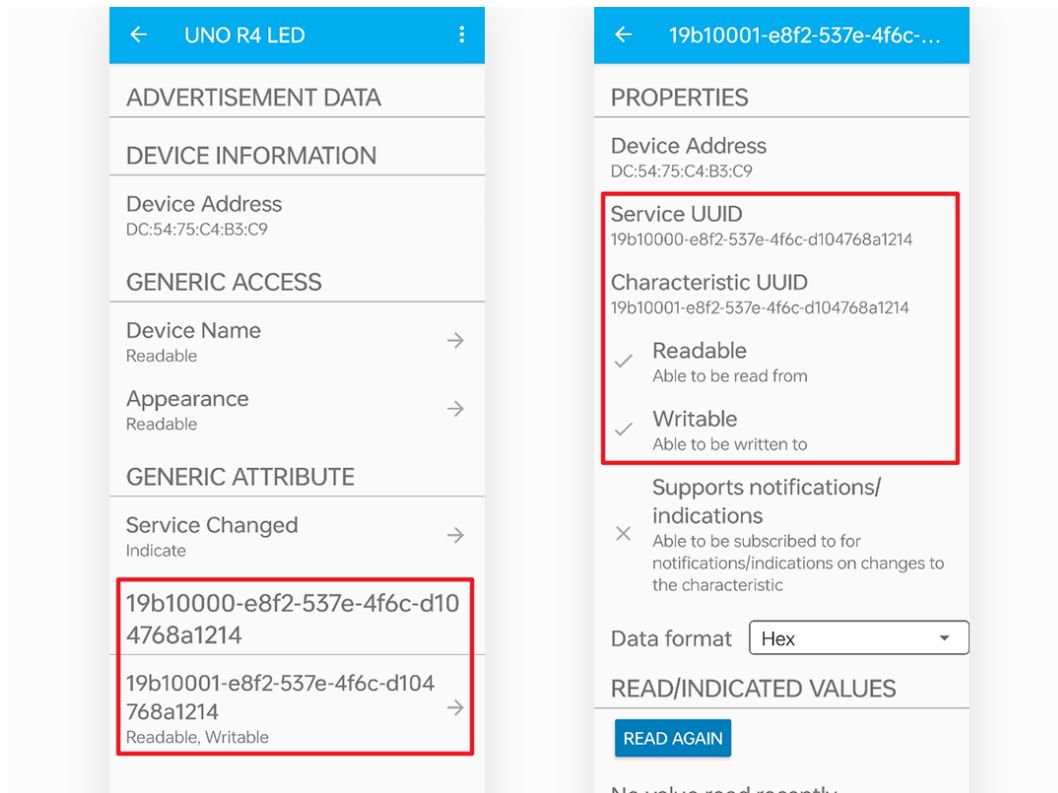 UNO R4 LED
ADVERTISEMENT DATA
DEVICE INFORMATION
Device Address
DC:54:75:C4:B3:C9
GENERIC ACCESS
Device Name
Readable
Appearance
Readable
GENERIC ATTRIBUTE
Service Changed
Indicate
19b10000-e8f2-537e-4f6c-d10
4768a1214
19b10001-e8f2-537e-4f6c-d104
768a1214
Readable, Writable
19b10001-e8f2-537e-4f6c-...
PROPERTIES
Device Address
DC:54:75:C4:B3:C9
Service UUID
19b10000-e8f2-537e-4f6c-d104768a1214
Characteristic UUID
19b10001-e8f2-537e-4f6c-d104768a1214
Readable
Able to be read from
Writable
Able to be written to
Supports notifications/
indications
Able to be subscribed to for
notifications/indications on changes to
the characteristic
Data format Hex
READ/INDICATED VALUES
READ AGAIN
No value read recently